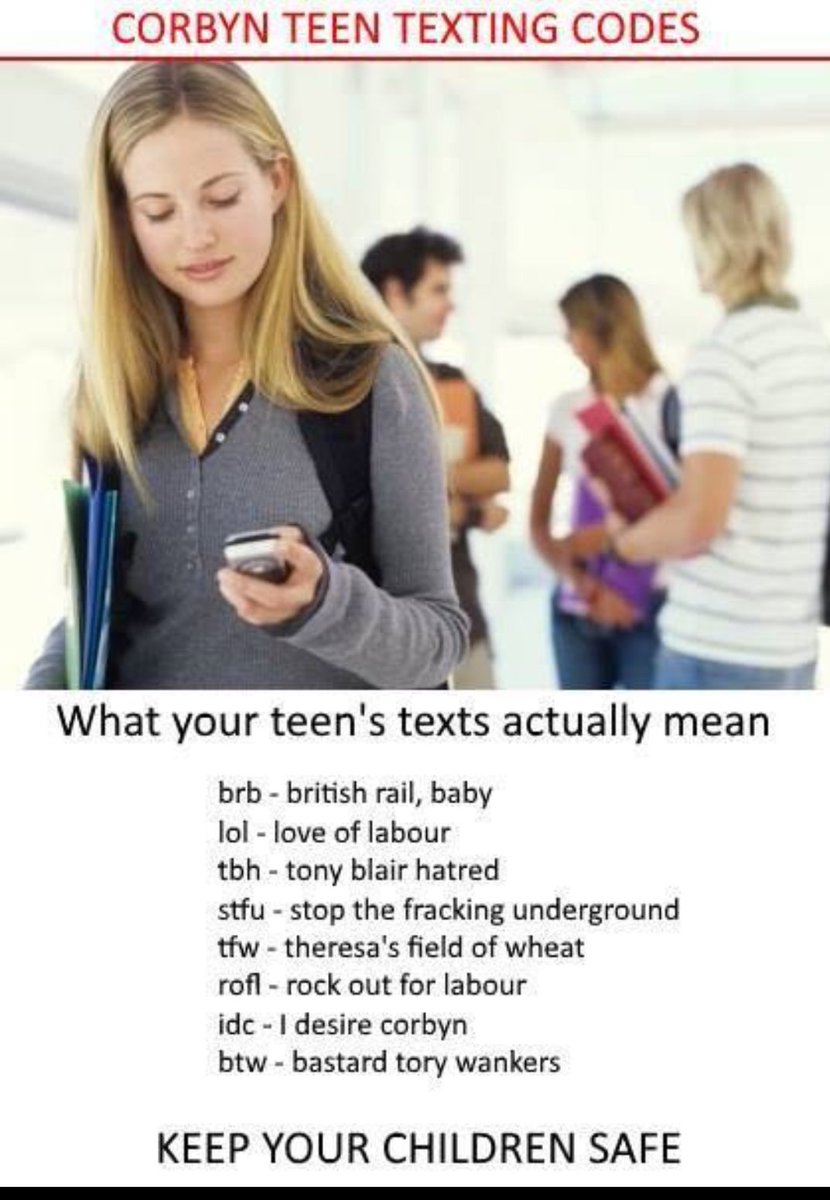 CORBYN TEEN TEXTING CODES
What your teen's texts actually mean
brb - british rail, baby
lol - love of labour
tbh - tony blair hatred
stfu - stop the fracking underground
tfw - theresa's field of wheat
rofl - rock out for labour
idc - I desire corbyn
btw - bastard tory wankers
KEEP YOUR CHILDREN SAFE